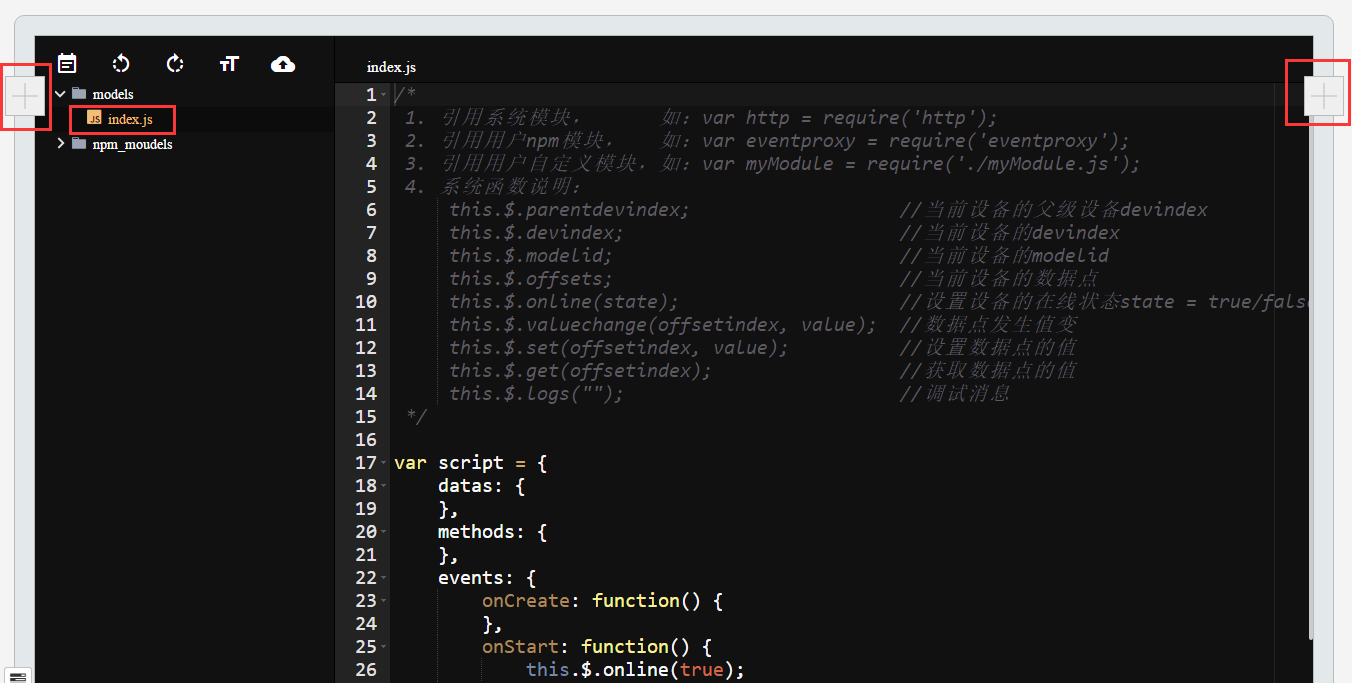 index.js
models
JS index.js
npm_moudels
1 /*
2 1. 引用系统模块， 如：var http = require('http');
3 2. 引用用户npm模块， 如：var eventproxy = require('eventproxy');
4 3. 引用用户自定义模块，如：var myModule = require('./myModule.js');
5 4. 系统函数说明：
6 this.$.parentdevindex; //当前设备的父级设备devindex
7 this.$.devindex; //当前设备的devindex
8 this.$.modelid; //当前设备的modelid
9 this.$.offsets; //当前设备的数据点
10 this.$.online(state); //设置设备的在线状态state = true/false
11 this.$.valuechange(offsetindex, value); //数据点发生值变
12 this.$.set(offsetindex, value); //设置数据点的值
13 this.$.get(offsetindex); //获取数据点的值
14 this.$.logs(""); //调试消息
15 */
16
17 var script = {
18 datas: {
19 },
20 methods: {
21 },
22 events: {
23 onCreate: function() {
24 },
25 onStart: function() {
26 this.$.online(true);